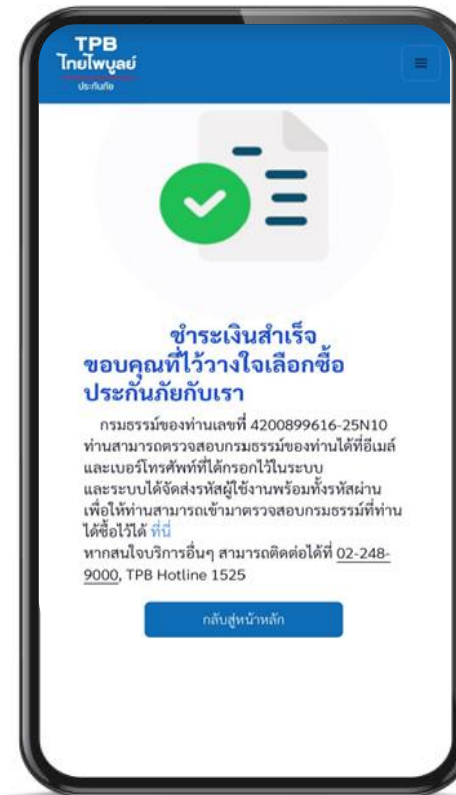 TPB
ไทยไพบูลย์
ประกันภัย
ชำระเงินสำเร็จ
ขอบคุณที่ไว้วางใจเลือกซื้อ
ประกันภัยกับเรา
กรมธรรม์ของท่านเลขที่ 4200899616-25N10
ท่านสามารถตรวจสอบกรมธรรม์ของท่านได้ที่อีเมล์
และเบอร์โทรศัพท์ที่ได้กรอกไว้ในระบบ
และระบบได้จัดส่งรหัสผู้ใช้งานพร้อมทั้งรหัสผ่าน
เพื่อให้ท่านสามารถเข้ามาตรวจสอบกรมธรรม์ที่ท่าน
ได้ซื้อไว้ได้ ที่นี่
หากสนใจบริการอื่นๆ สามารถติดต่อได้ที่ 02-248-
9000, TPB Hotline 1525
กลับสู่หน้าหลัก